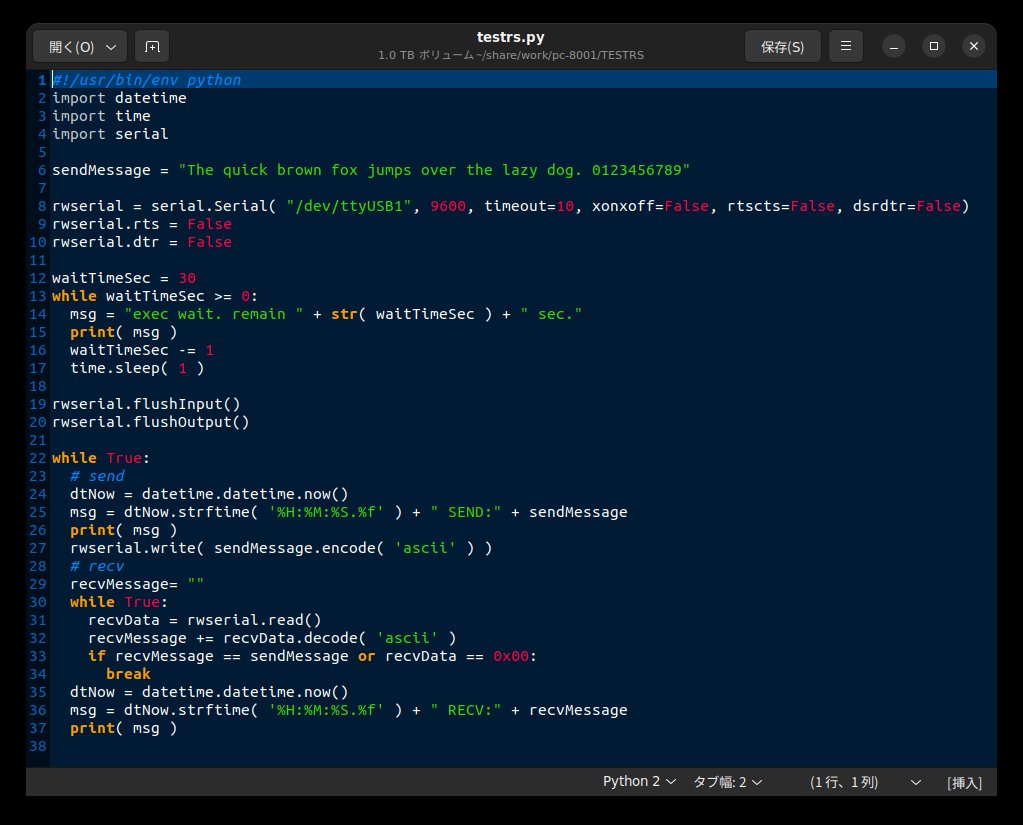 開く(O)
testrs.py
1.0 TB ボリューム ~/share/work/pc-8001/TESTRS
保存(S)
1 #!/usr/bin/env python
2 import datetime
3 import time
4 import serial
5
6 sendMessage = "The quick brown fox jumps over the lazy dog. 0123456789"
7
8 rwserial = serial.Serial( "/dev/ttyUSB1", 9600, timeout=10, xonxoff=False, rtscts=False, dsrdtr=False)
9 rwserial.rts = False
10 rwserial.dtr = False
11
12 waitTimeSec = 30
13 while waitTimeSec >= 0:
14   msg = "exec wait. remain " + str( waitTimeSec ) + " sec."
15   print( msg )
16   waitTimeSec -= 1
17   time.sleep( 1 )
18
19 rwserial.flushInput()
20 rwserial.flushOutput()
21
22 while True:
23   # send
24   dtNow = datetime.datetime.now()
25   msg = dtNow.strftime( '%H:%M:%S.%f' ) + " SEND:" + sendMessage
26   print( msg )
27   rwserial.write( sendMessage.encode( 'ascii' ) )
28   # recv
29   recvMessage= ""
30   while True:
31     recvData = rwserial.read()
32     recvMessage += recvData.decode( 'ascii' )
33     if recvMessage == sendMessage or recvData == 0x00:
34       break
35   dtNow = datetime.datetime.now()
36   msg = dtNow.strftime( '%H:%M:%S.%f' ) + " RECV:" + recvMessage
37   print( msg )
38
Python 2 タブ幅: 2 (1 行、1 列) [挿入]